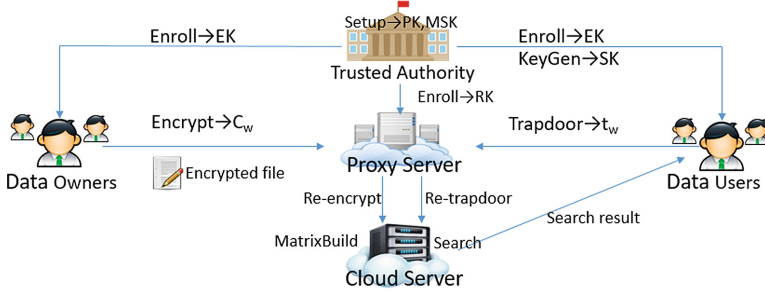 Setup→PK,MSK
Enroll→EK
Enroll→EK
KeyGen→SK
Trusted Authority
Enroll→RK
Encrypt→Cw
Trapdoor→tw
Proxy Server
Encrypted file
Data Owners
Data Users
Re-encrypt
Re-trapdoor
Search result
MatrixBuild
Search
Cloud Server